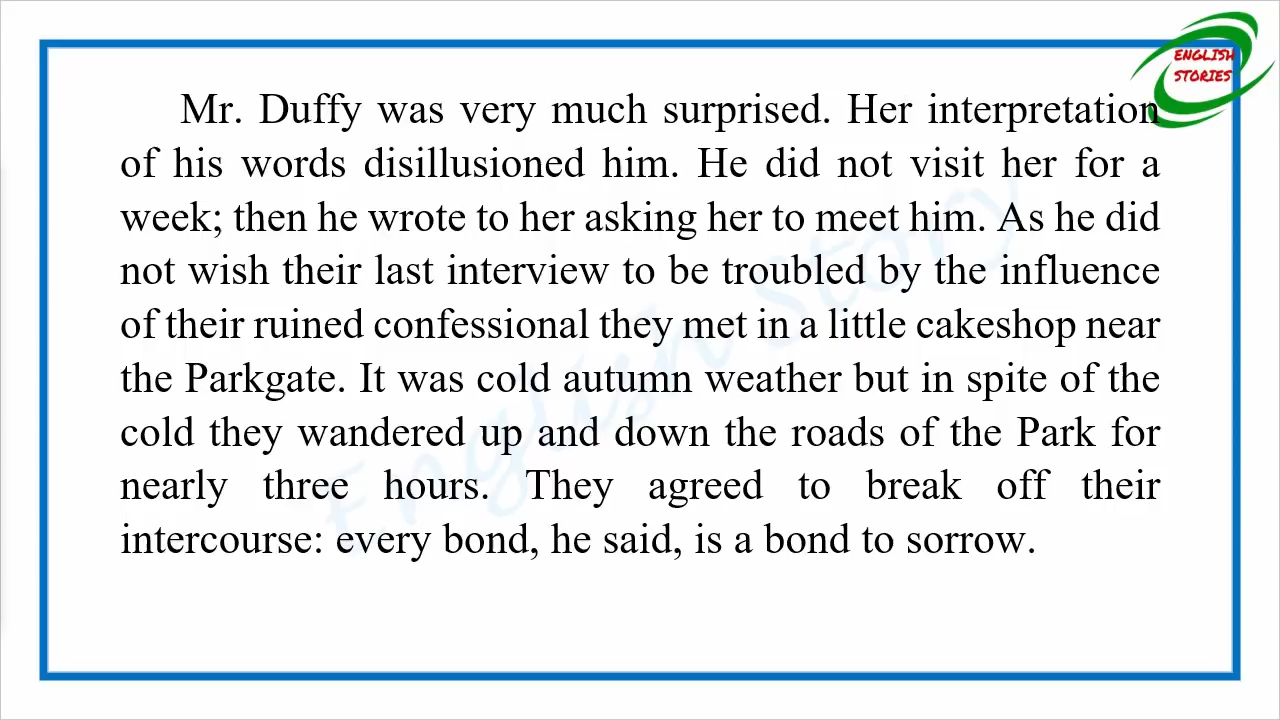 ENGLISH
STORIES
Mr. Duffy was very much surprised. Her interpretation
of his words disillusioned him. He did not visit her for a
week; then he wrote to her asking her to meet him. As he did
not wish their last interview to be troubled by the influence
of their ruined confessional they met in a little cakeshop near
the Parkgate. It was cold autumn weather but in spite of the
cold they wandered up and down the roads of the Park for
nearly three hours. They agreed to break off their
intercourse: every bond, he said, is a bond to sorrow.
English Story